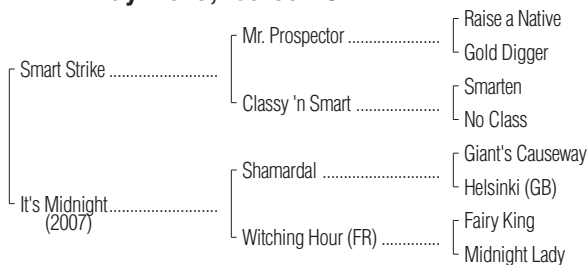 Raise a Native
Mr. Prospector
Gold Digger
Smart Strike
Smarten
Classy 'n Smart
No Class
Giant's Causeway
Shamardal
Helsinki (GB)
It's Midnight
(2007)
Fairy King
Witching Hour (FR)
Midnight Lady